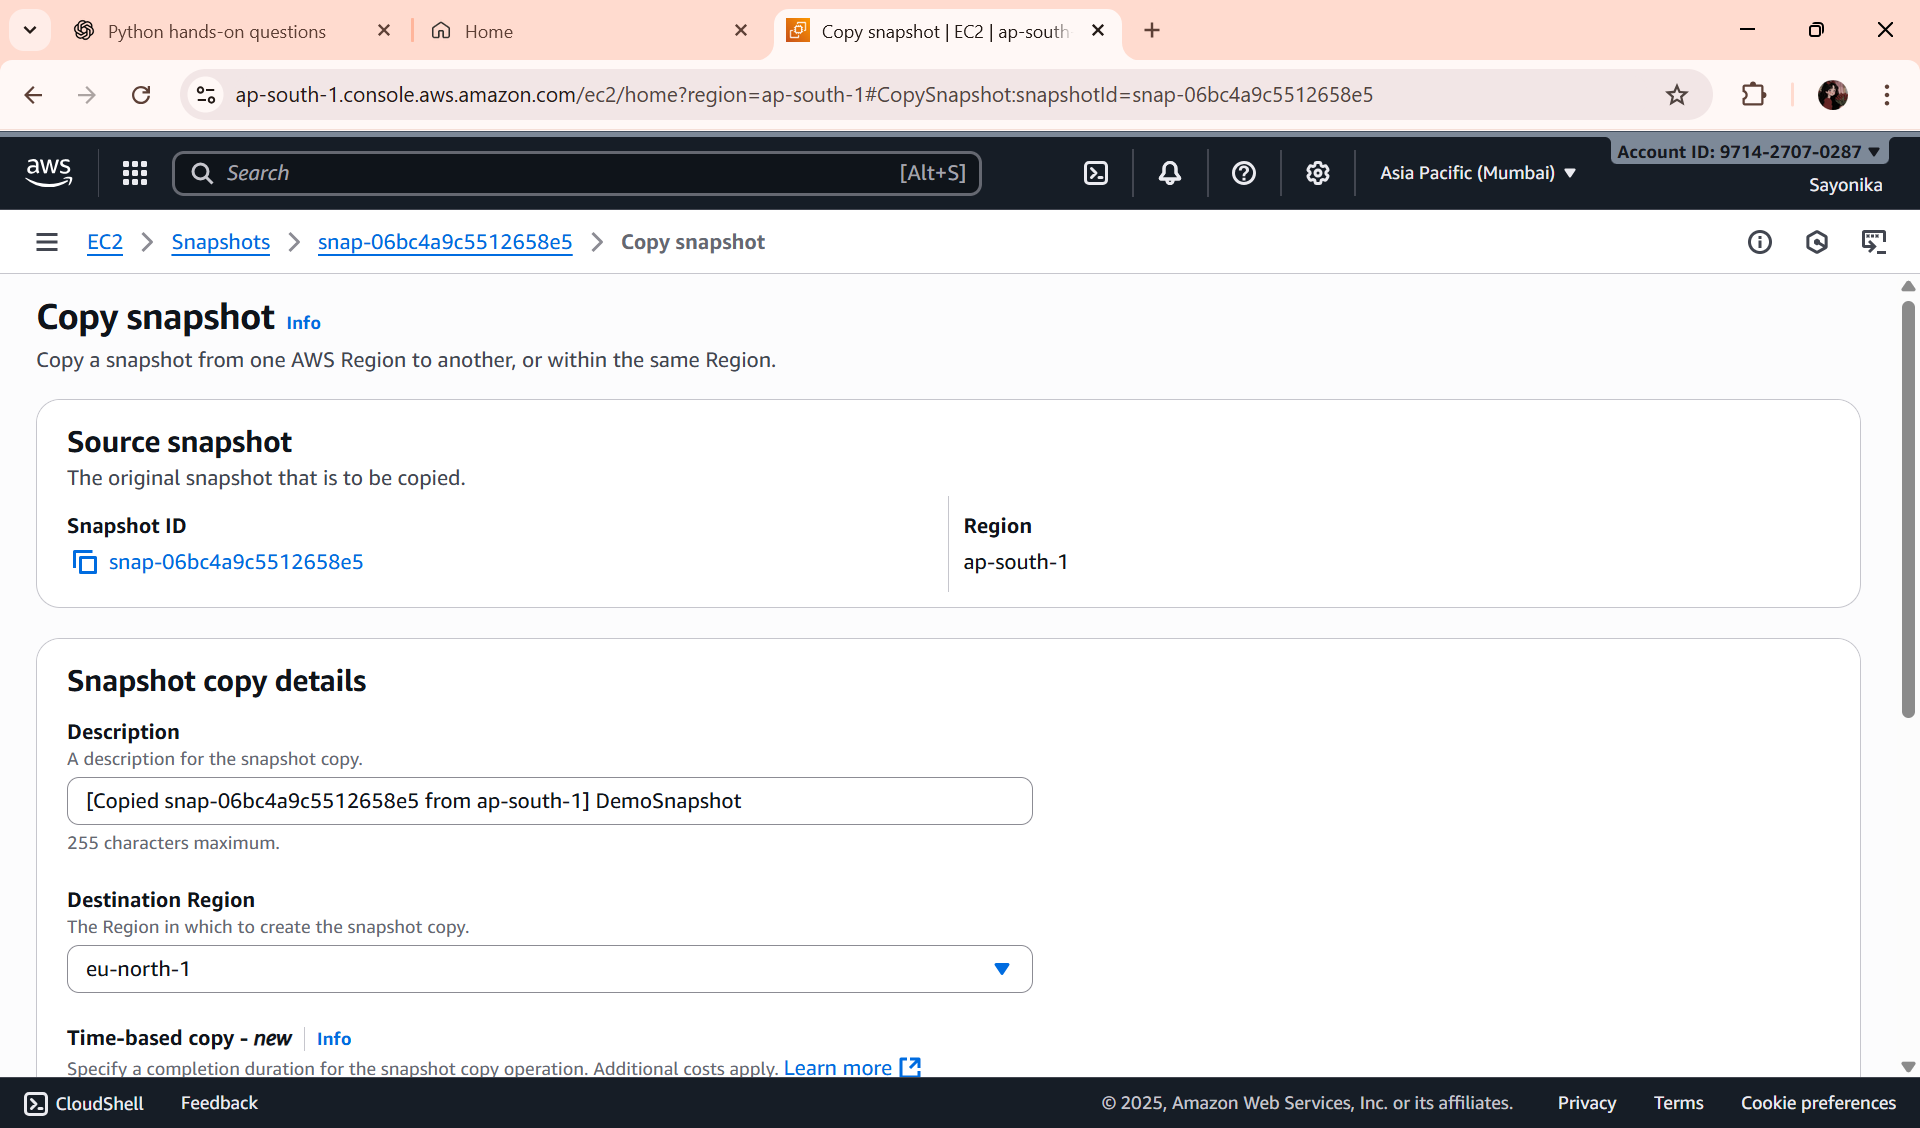 Python hands-on questions
Home
Copy snapshot | EC2 | ap-south-
ap-south-1.console.aws.amazon.com/ec2/home?region=ap-south-1#CopySnapshot:snapshotId=snap-06bc4a9c5512658e5
aws
Search
[Alt+S]
Asia Pacific (Mumbai)
Account ID: 9714-2707-0287
Sayonika
EC2
Snapshots
snap-06bc4a9c5512658e5
Copy snapshot
Copy snapshot Info
Copy a snapshot from one AWS Region to another, or within the same Region.
Source snapshot
The original snapshot that is to be copied.
Snapshot ID
snap-06bc4a9c5512658e5
Region
ap-south-1
Snapshot copy details
Description
A description for the snapshot copy.
[Copied snap-06bc4a9c5512658e5 from ap-south-1] DemoSnapshot
255 characters maximum.
Destination Region
The Region in which to create the snapshot copy.
eu-north-1
Time-based copy - new Info
Specify a completion duration for the snapshot copy operation. Additional costs apply. Learn more
CloudShell
Feedback
© 2025, Amazon Web Services, Inc. or its affiliates.
Privacy
Terms
Cookie preferences